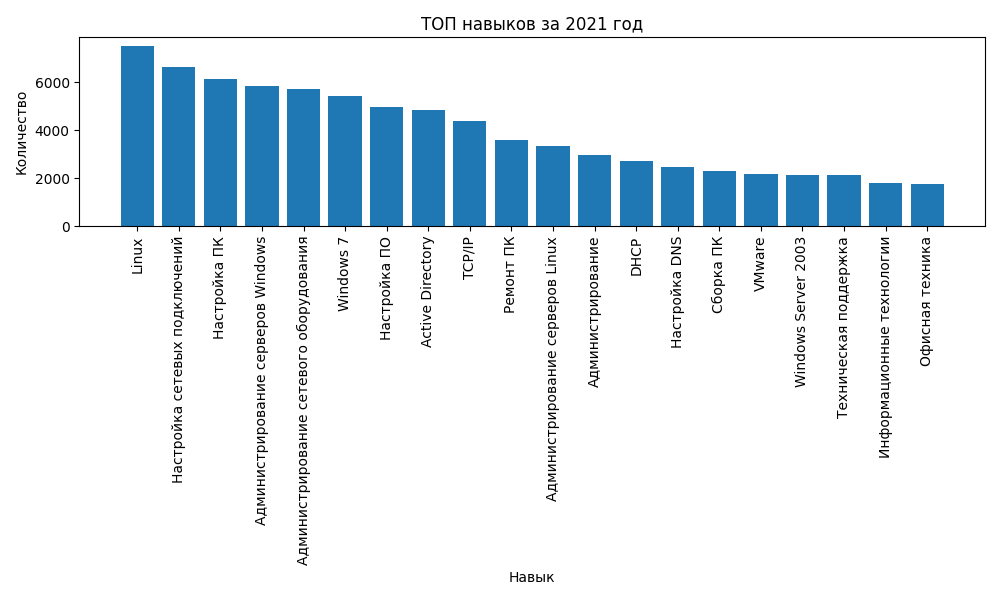 ТОП навыков за 2021 год
Количество
6000
4000
2000
0
Linux
Настройка сетевых подключений
Настройка ПК
Администрирование серверов Windows
Администрирование сетевого оборудования
Windows 7
Настройка ПО
Active Directory
TCP/IP
Ремонт ПК
Администрирование серверов Linux
Администрирование
DHCP
Настройка DNS
Сборка ПК
VMware
Windows Server 2003
Техническая поддержка
Информационные технологии
Офисная техника
Навык